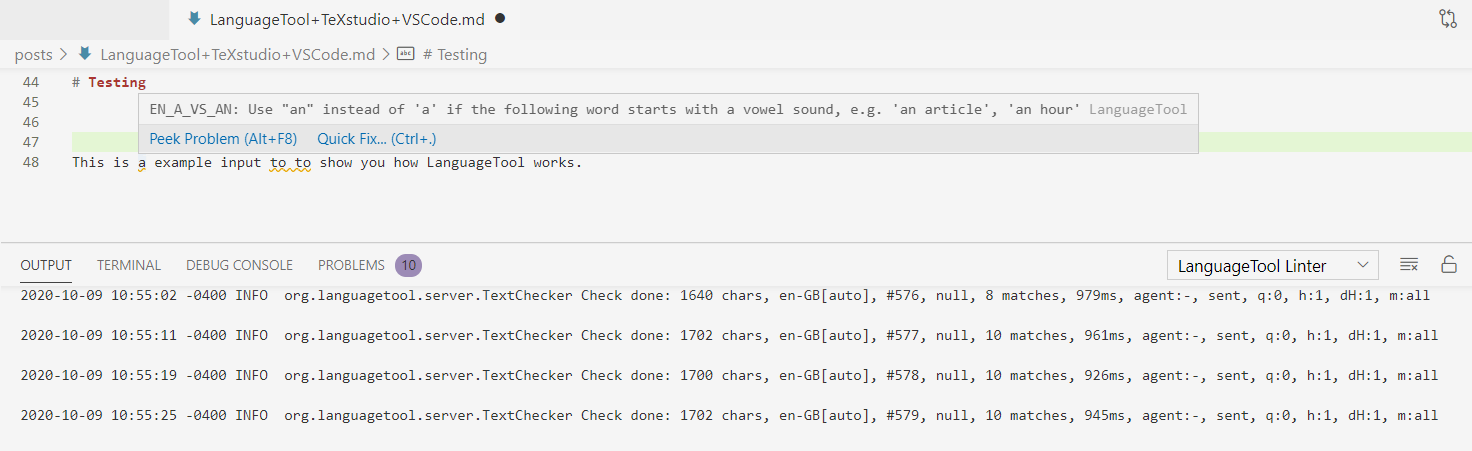 LanguageTool+TeXstudio+VSCode.md
posts > LanguageTool+TeXstudio+VSCode.md > abc # Testing
44 # Testing
45
EN_A_VS_AN: Use "an" instead of 'a' if the following word starts with a vowel sound, e.g. 'an article', 'an hour' LanguageTool
46
Peek Problem (Alt+F8) Quick Fix... (Ctrl+.)
47
48 This is a example input to to show you how LanguageTool works.
OUTPUT TERMINAL DEBUG CONSOLE PROBLEMS 10 LanguageTool Linter
2020-10-09 10:55:02 -0400 INFO org.languagetool.server.TextChecker Check done: 1640 chars, en-GB[auto], #576, null, 8 matches, 979ms, agent:-, sent, q:0, h:1, dH:1, m:all
2020-10-09 10:55:11 -0400 INFO org.languagetool.server.TextChecker Check done: 1702 chars, en-GB[auto], #577, null, 10 matches, 961ms, agent:-, sent, q:0, h:1, dH:1, m:all
2020-10-09 10:55:19 -0400 INFO org.languagetool.server.TextChecker Check done: 1700 chars, en-GB[auto], #578, null, 10 matches, 926ms, agent:-, sent, q:0, h:1, dH:1, m:all
2020-10-09 10:55:25 -0400 INFO org.languagetool.server.TextChecker Check done: 1702 chars, en-GB[auto], #579, null, 10 matches, 945ms, agent:-, sent, q:0, h:1, dH:1, m:all